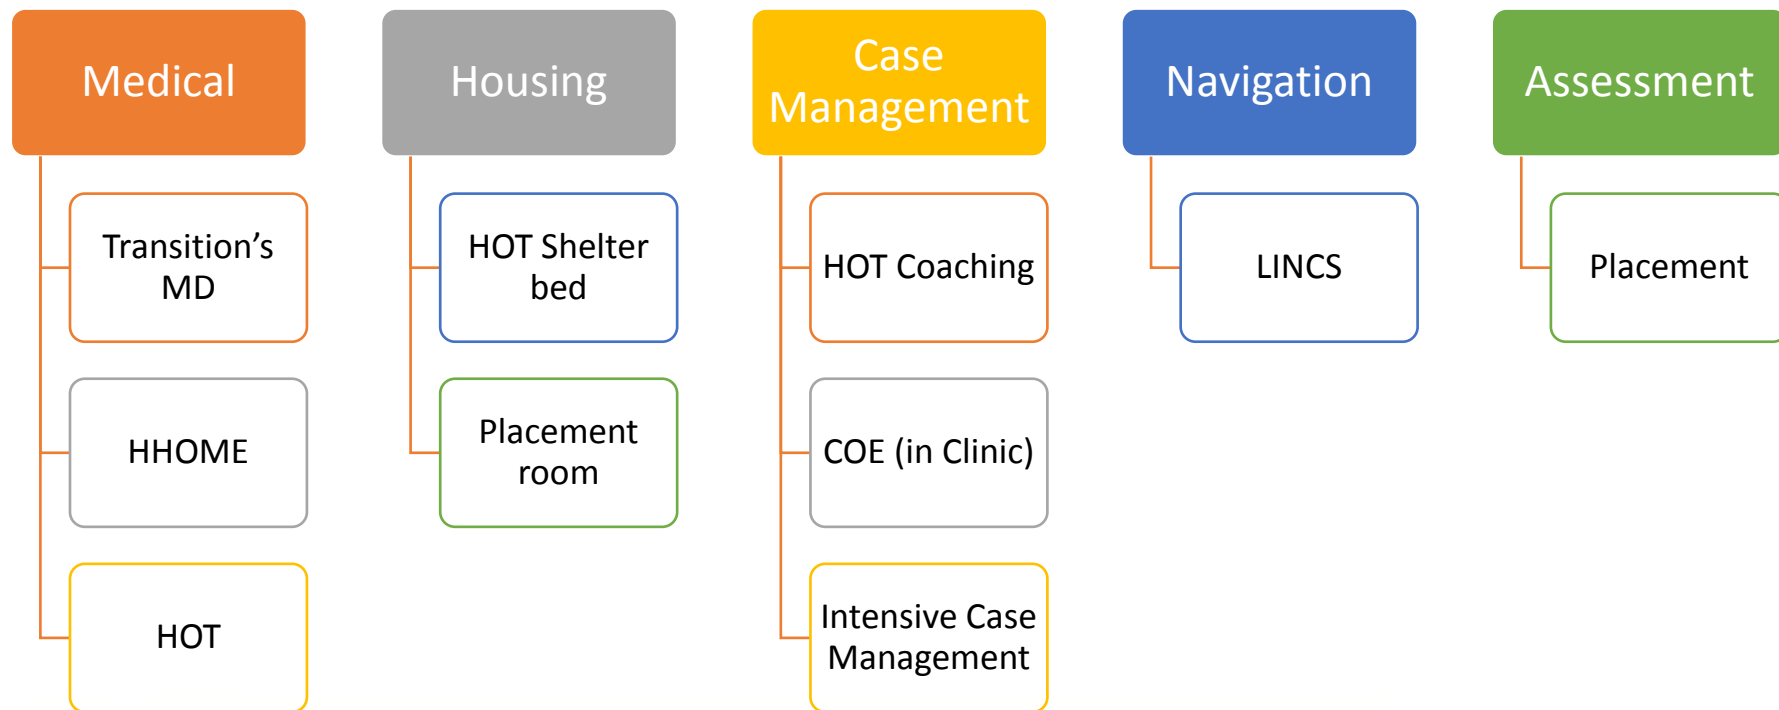 Medical
Transition’s
MD
HHOME
HOT
Housing
HOT Shelter
bed
Placement
room
Case
Management
HOT Coaching
COE (in Clinic)
Intensive Case
Management
Navigation
LINCS
Assessment
Placement